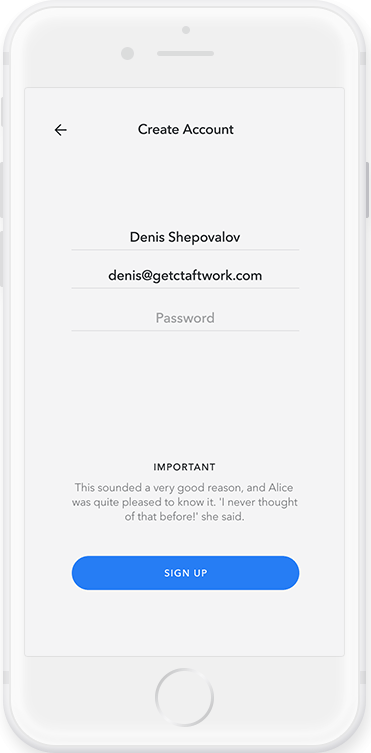 Create Account
Denis Shepovalov
denis@getctaftwork.com
Password
IMPORTANT
This sounded a very good reason, and Alice
was quite pleased to know it. 'I never thought
of that before!' she said.
SIGN UP